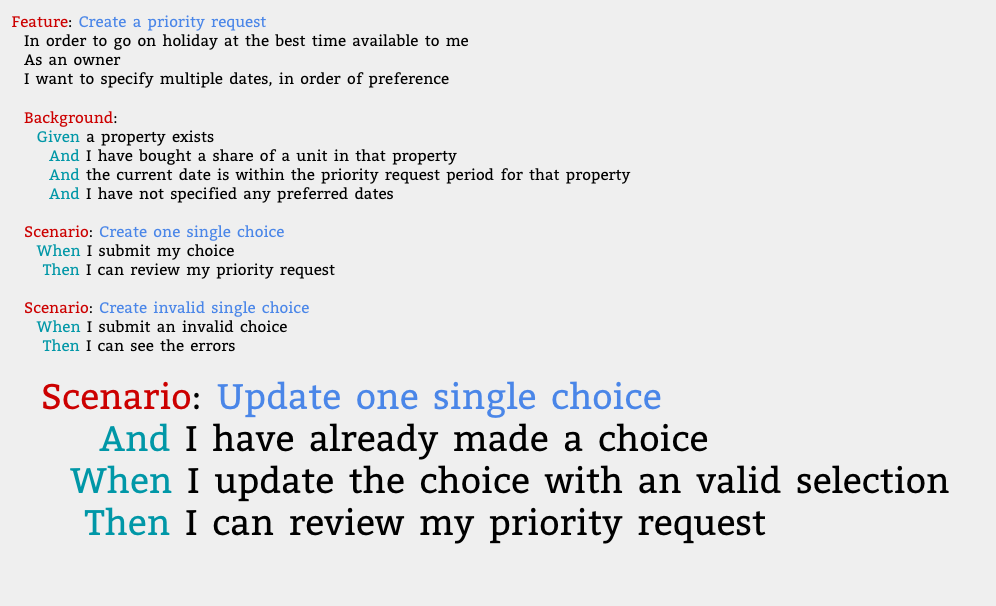 Feature: Create a priority request
In order to go on holiday at the best time available to me
As an owner
I want to specify multiple dates, in order of preference
Background:
Given a property exists
And I have bought a share of a unit in that property
And the current date is within the priority request period for that property
And I have not specified any preferred dates
Scenario: Create one single choice
When I submit my choice
Then I can review my priority request
Scenario: Create invalid single choice
When I submit an invalid choice
Then I can see the errors
Scenario: Update one single choice
And I have already made a choice
When I update the choice with an valid selection
Then I can review my priority request